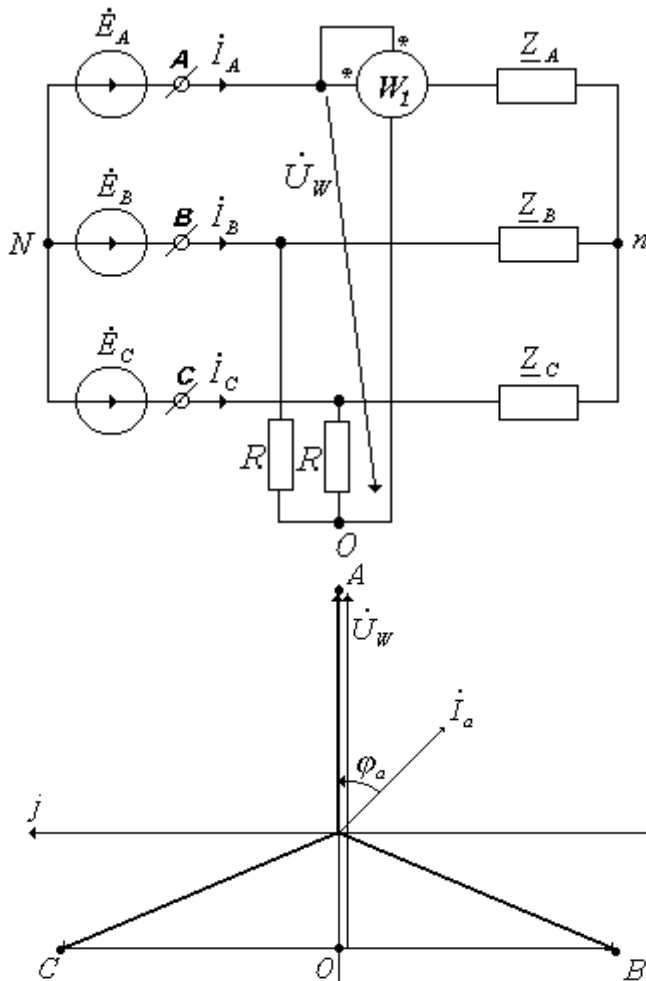 Ė_A A İ_A * * W_1 Z_A
U̇_W
Ė_B B İ_B Z_B
N n
Ė_C C İ_C Z_C
R R
O
A
U̇_W
İ_a
φ_a
j
C O B